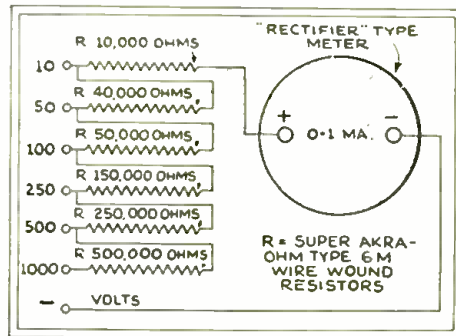 "RECTIFIER" TYPE
METER
R 10,000 OHMS
10
R 40,000 OHMS
50
R 50,000 OHMS
100
R 150,000 OHMS
250
R 250,000 OHMS
500
R 500,000 OHMS
1000
- VOLTS
+ 0-1 MA. -
R = SUPER AKRA-
OHM TYPE 6M
WIRE WOUND
RESISTORS